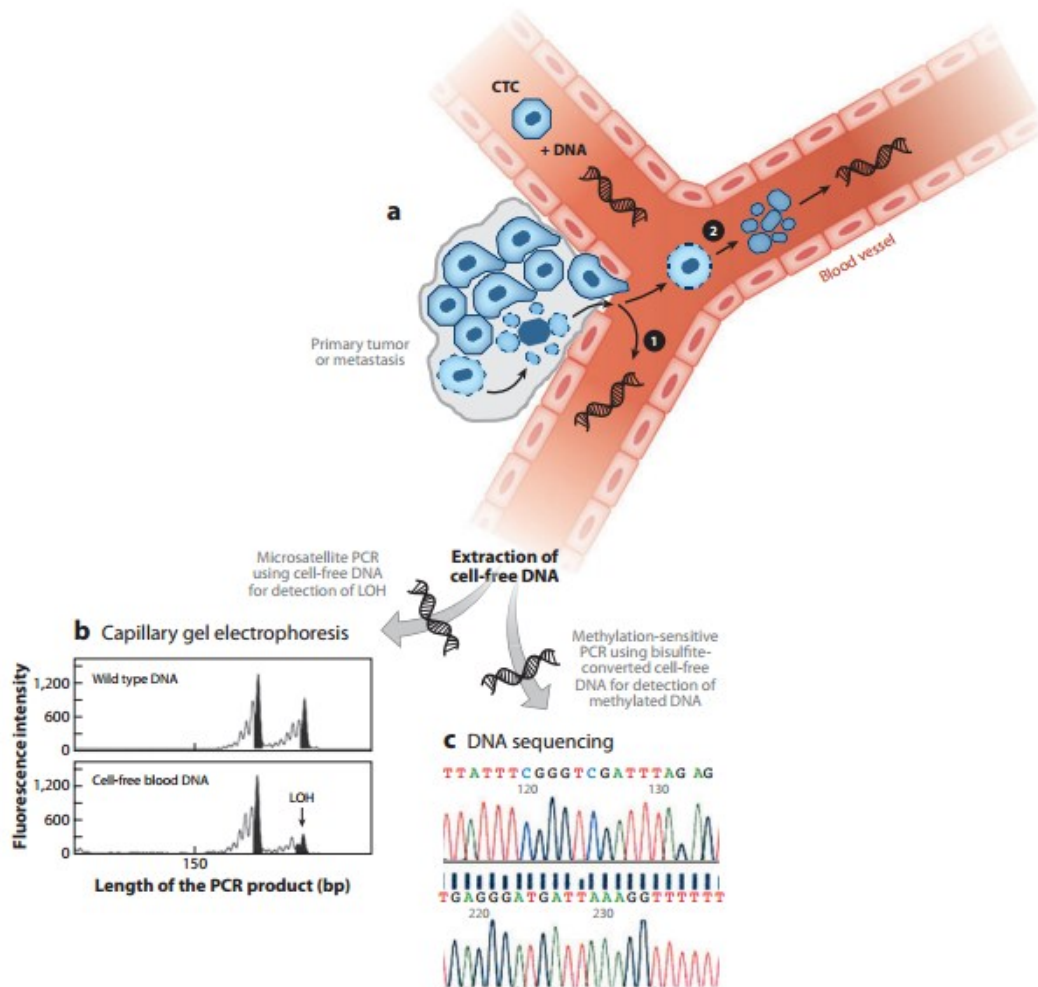 CTC
+ DNA
a
2
Blood vessel
1
Primary tumor
or metastasis
Microsatellite PCR
using cell-free DNA
for detection of LOH
Extraction of
cell-free DNA
Methylation-sensitive
PCR using bisulfite-
converted cell-free
DNA for detection of
methylated DNA
b Capillary gel electrophoresis
Fluorescence intensity
Wild type DNA
1,200
600
0
150
Cell-free blood DNA
LOH
1,200
600
0
150
Length of the PCR product (bp)
c DNA sequencing
TTATTTCGGGTCGATTTAG AG
120 130
TGAGGGATGATTAAAGGTTTTTT
220 230